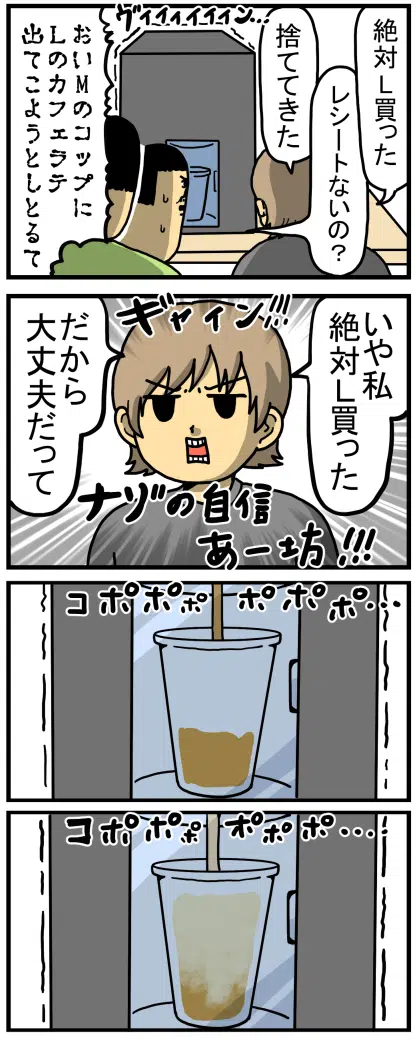 絶対L買った
レシートないの?
捨ててきた
ヴィイィィイイン…
おいMのコップに
Lのカフェラテ
出てこようとしとるて
ギャイン!!!
いや私
絶対L買った
だから
大丈夫だって
ナゾの自信
あー坊!!!
コポポポ ポポポ…
コポポポ ポポポ……